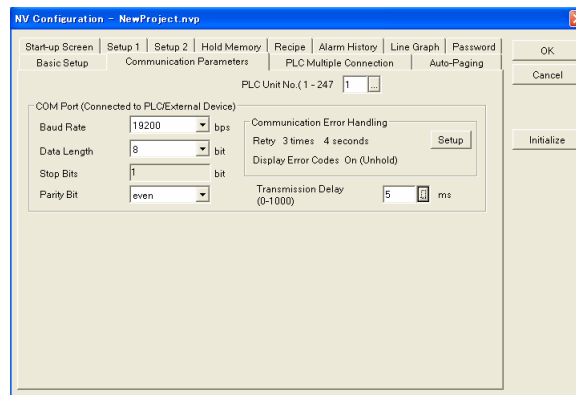 NV Configuration - NewProject.nvp
Start-up Screen Setup 1 Setup 2 Hold Memory Recipe Alarm History Line Graph Password
Basic Setup Communication Parameters PLC Multiple Connection Auto-Paging
OK
Cancel
Initialize
PLC Unit No.( 1 - 247 1 ...
COM Port (Connected to PLC/External Device)
Baud Rate 19200 bps
Data Length 8 bit
Stop Bits 1 bit
Parity Bit even
Communication Error Handling
Retry 3 times 4 seconds Setup
Display Error Codes On (Unhold)
Transmission Delay
(0-1000) 5 ms